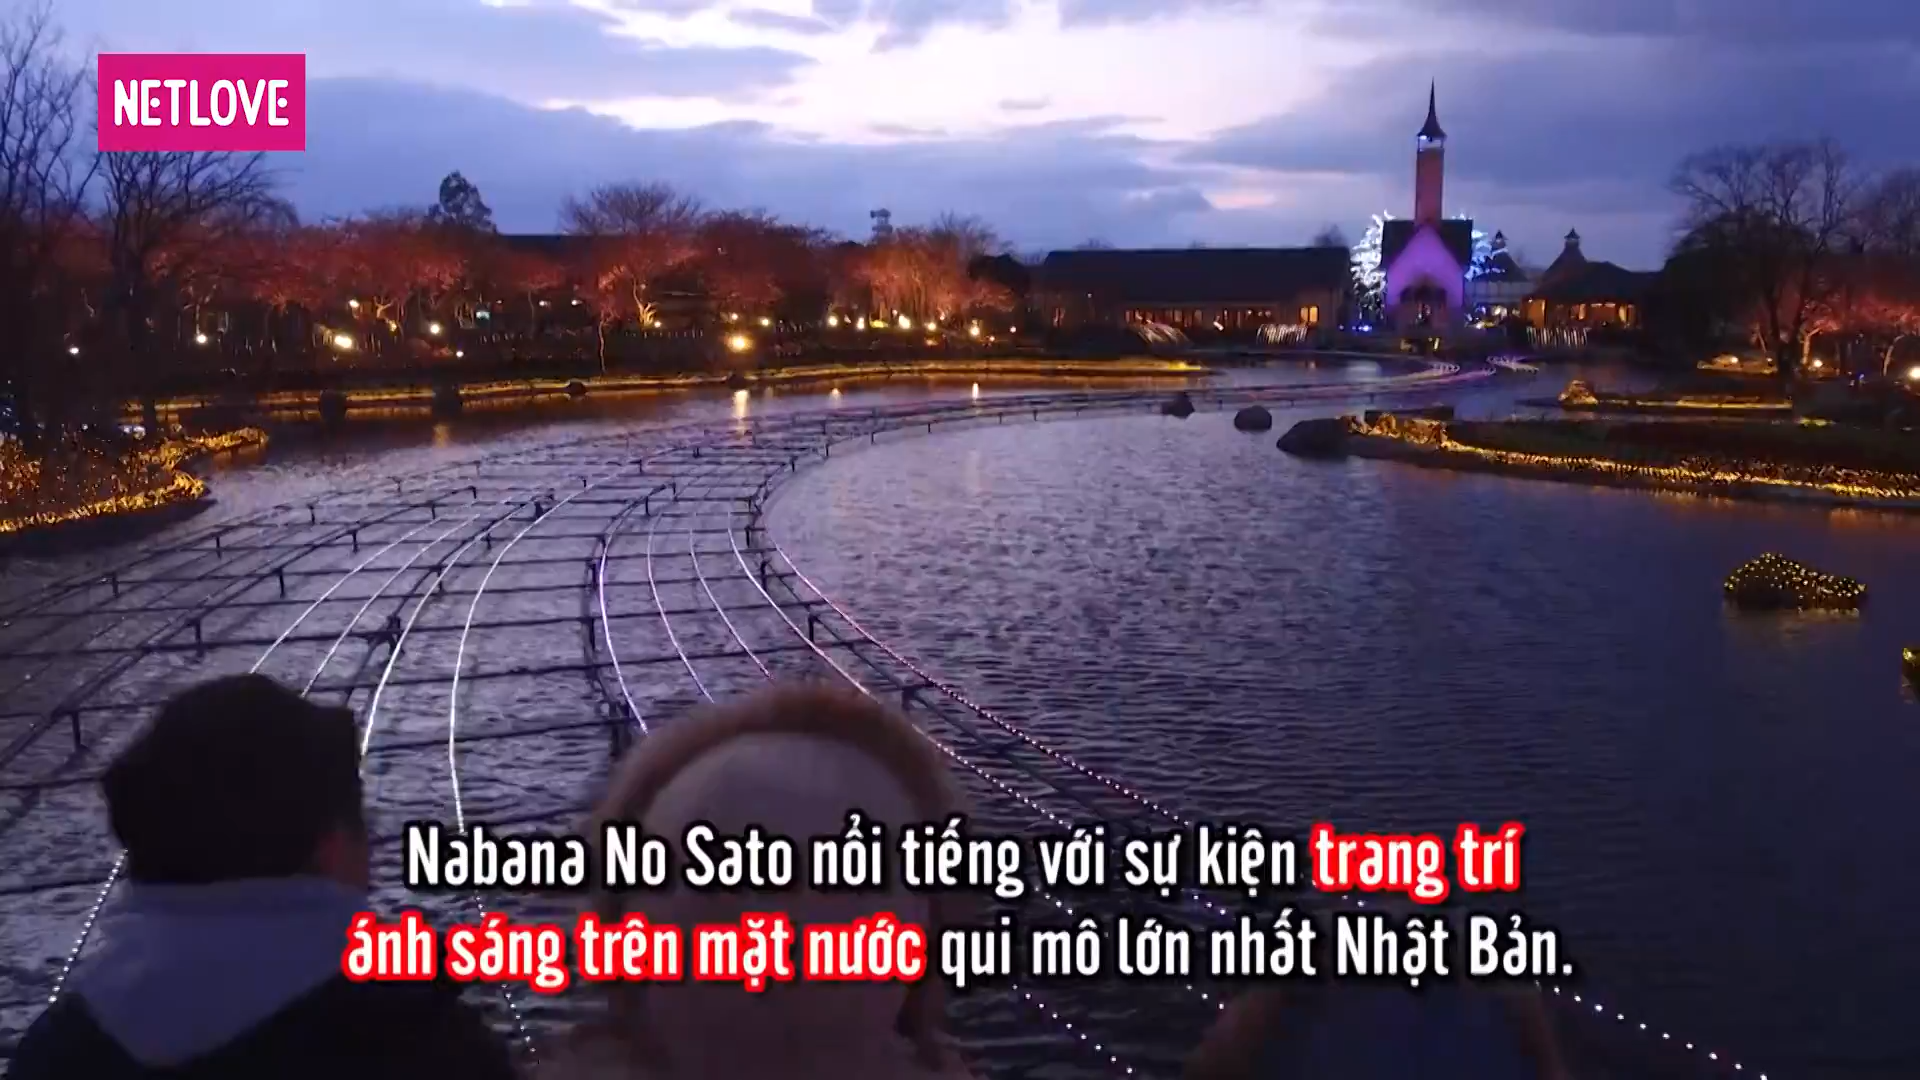 NETLOVE
Nabana No Sato nổi tiếng với sự kiện trang trí
ánh sáng trên mặt nước qui mô lớn nhất Nhật Bản.